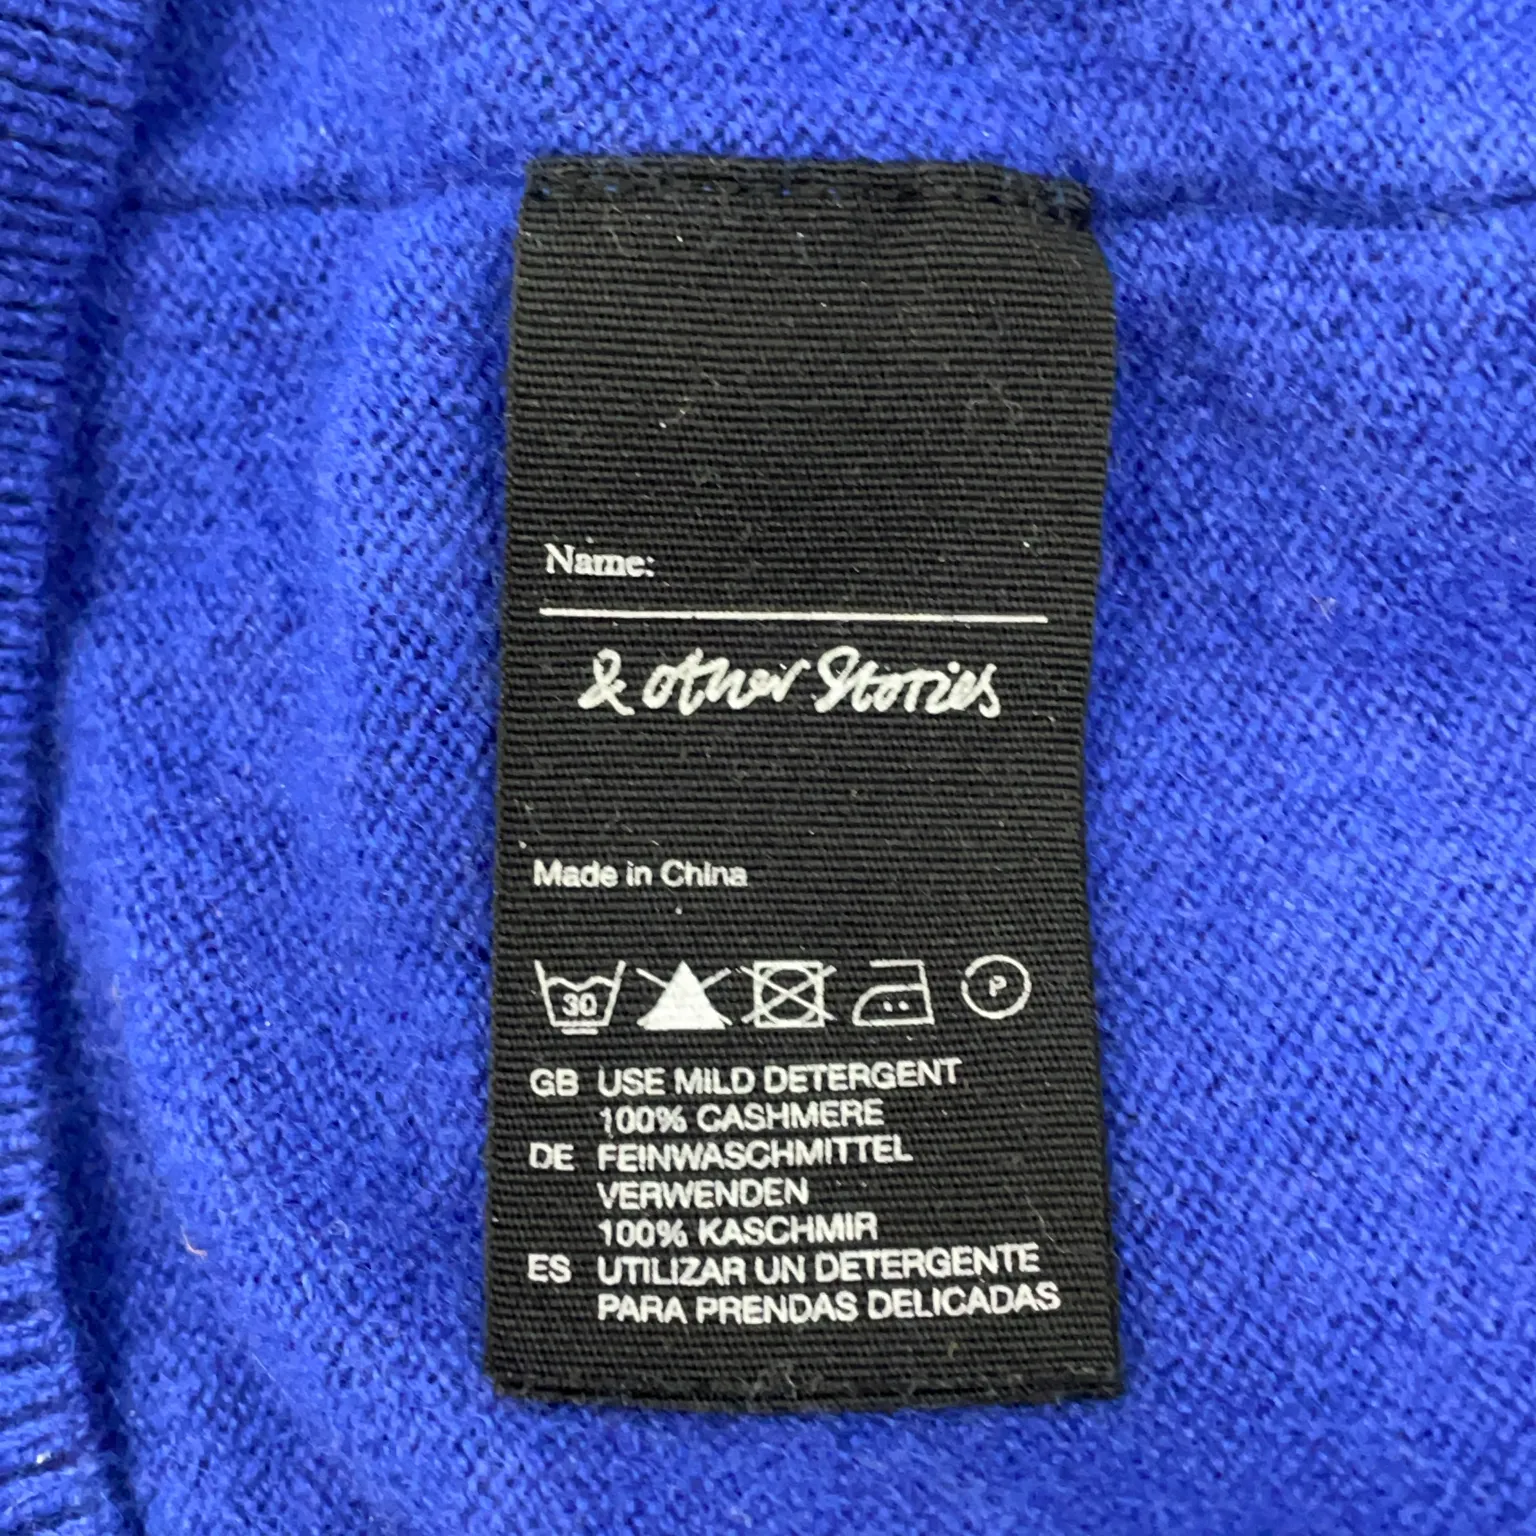 Name:
& other Stories
Made in China
30 P
GB USE MILD DETERGENT
100% CASHMERE
DE FEINWASCHMITTEL
VERWENDEN
100% KASCHMIR
ES UTILIZAR UN DETERGENTE
PARA PRENDAS DELICADAS